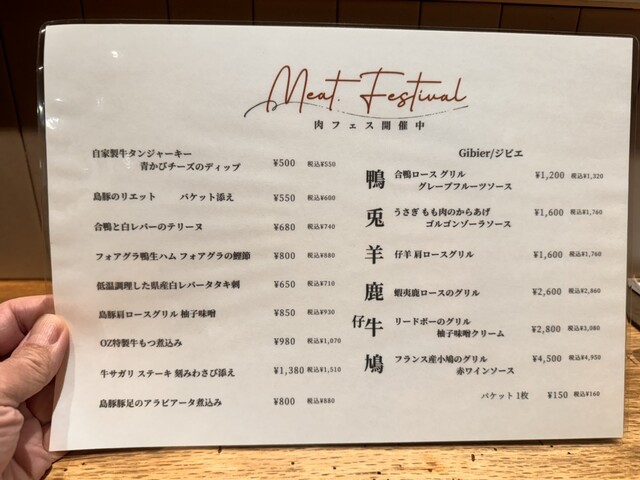 Meat. Festival
肉フェス開催中
自家製牛タンジャーキー
青かびチーズのディップ ¥500 税込¥550
島豚のリエット バケット添え ¥550 税込¥600
合鴨と白レバーのテリーヌ ¥680 税込¥740
フォアグラ鴨生ハム フォアグラの鰹節 ¥800 税込¥880
低温調理した県産白レバータタキ刺 ¥650 税込¥710
島豚肩ロースグリル 柚子味噌 ¥850 税込¥930
OZ特製牛もつ煮込み ¥980 税込¥1,070
牛サガリ ステーキ 刻みわさび添え ¥1,380 税込¥1,510
島豚豚足のアラビアータ煮込み ¥800 税込¥880
Gibier/ジビエ
鴨 合鴨ロース グリル
グレープフルーツソース ¥1,200 税込¥1,320
兎 うさぎ もも肉のからあげ
ゴルゴンゾーラソース ¥1,600 税込¥1,760
羊 仔羊 肩ロースグリル ¥1,600 税込¥1,760
鹿 蝦夷鹿ロースのグリル ¥2,600 税込¥2,860
仔牛 リードボーのグリル
柚子味噌クリーム ¥2,800 税込¥3,080
鳩 フランス産小鳩のグリル
赤ワインソース ¥4,500 税込¥4,950
バケット 1枚 ¥150 税込¥160